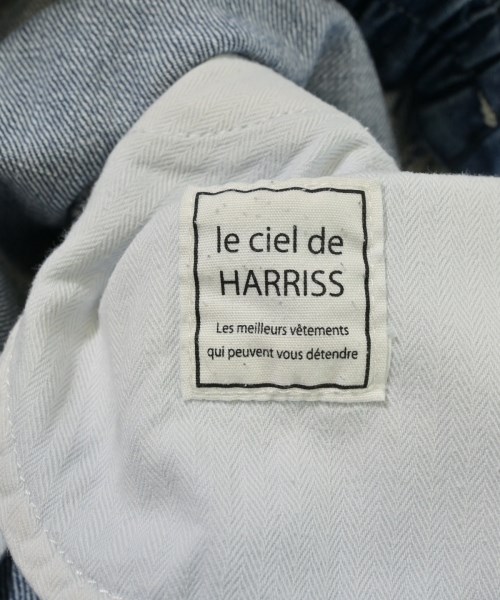 le ciel de
HARRISS
Les meilleurs vêtements
qui peuvent vous détendre